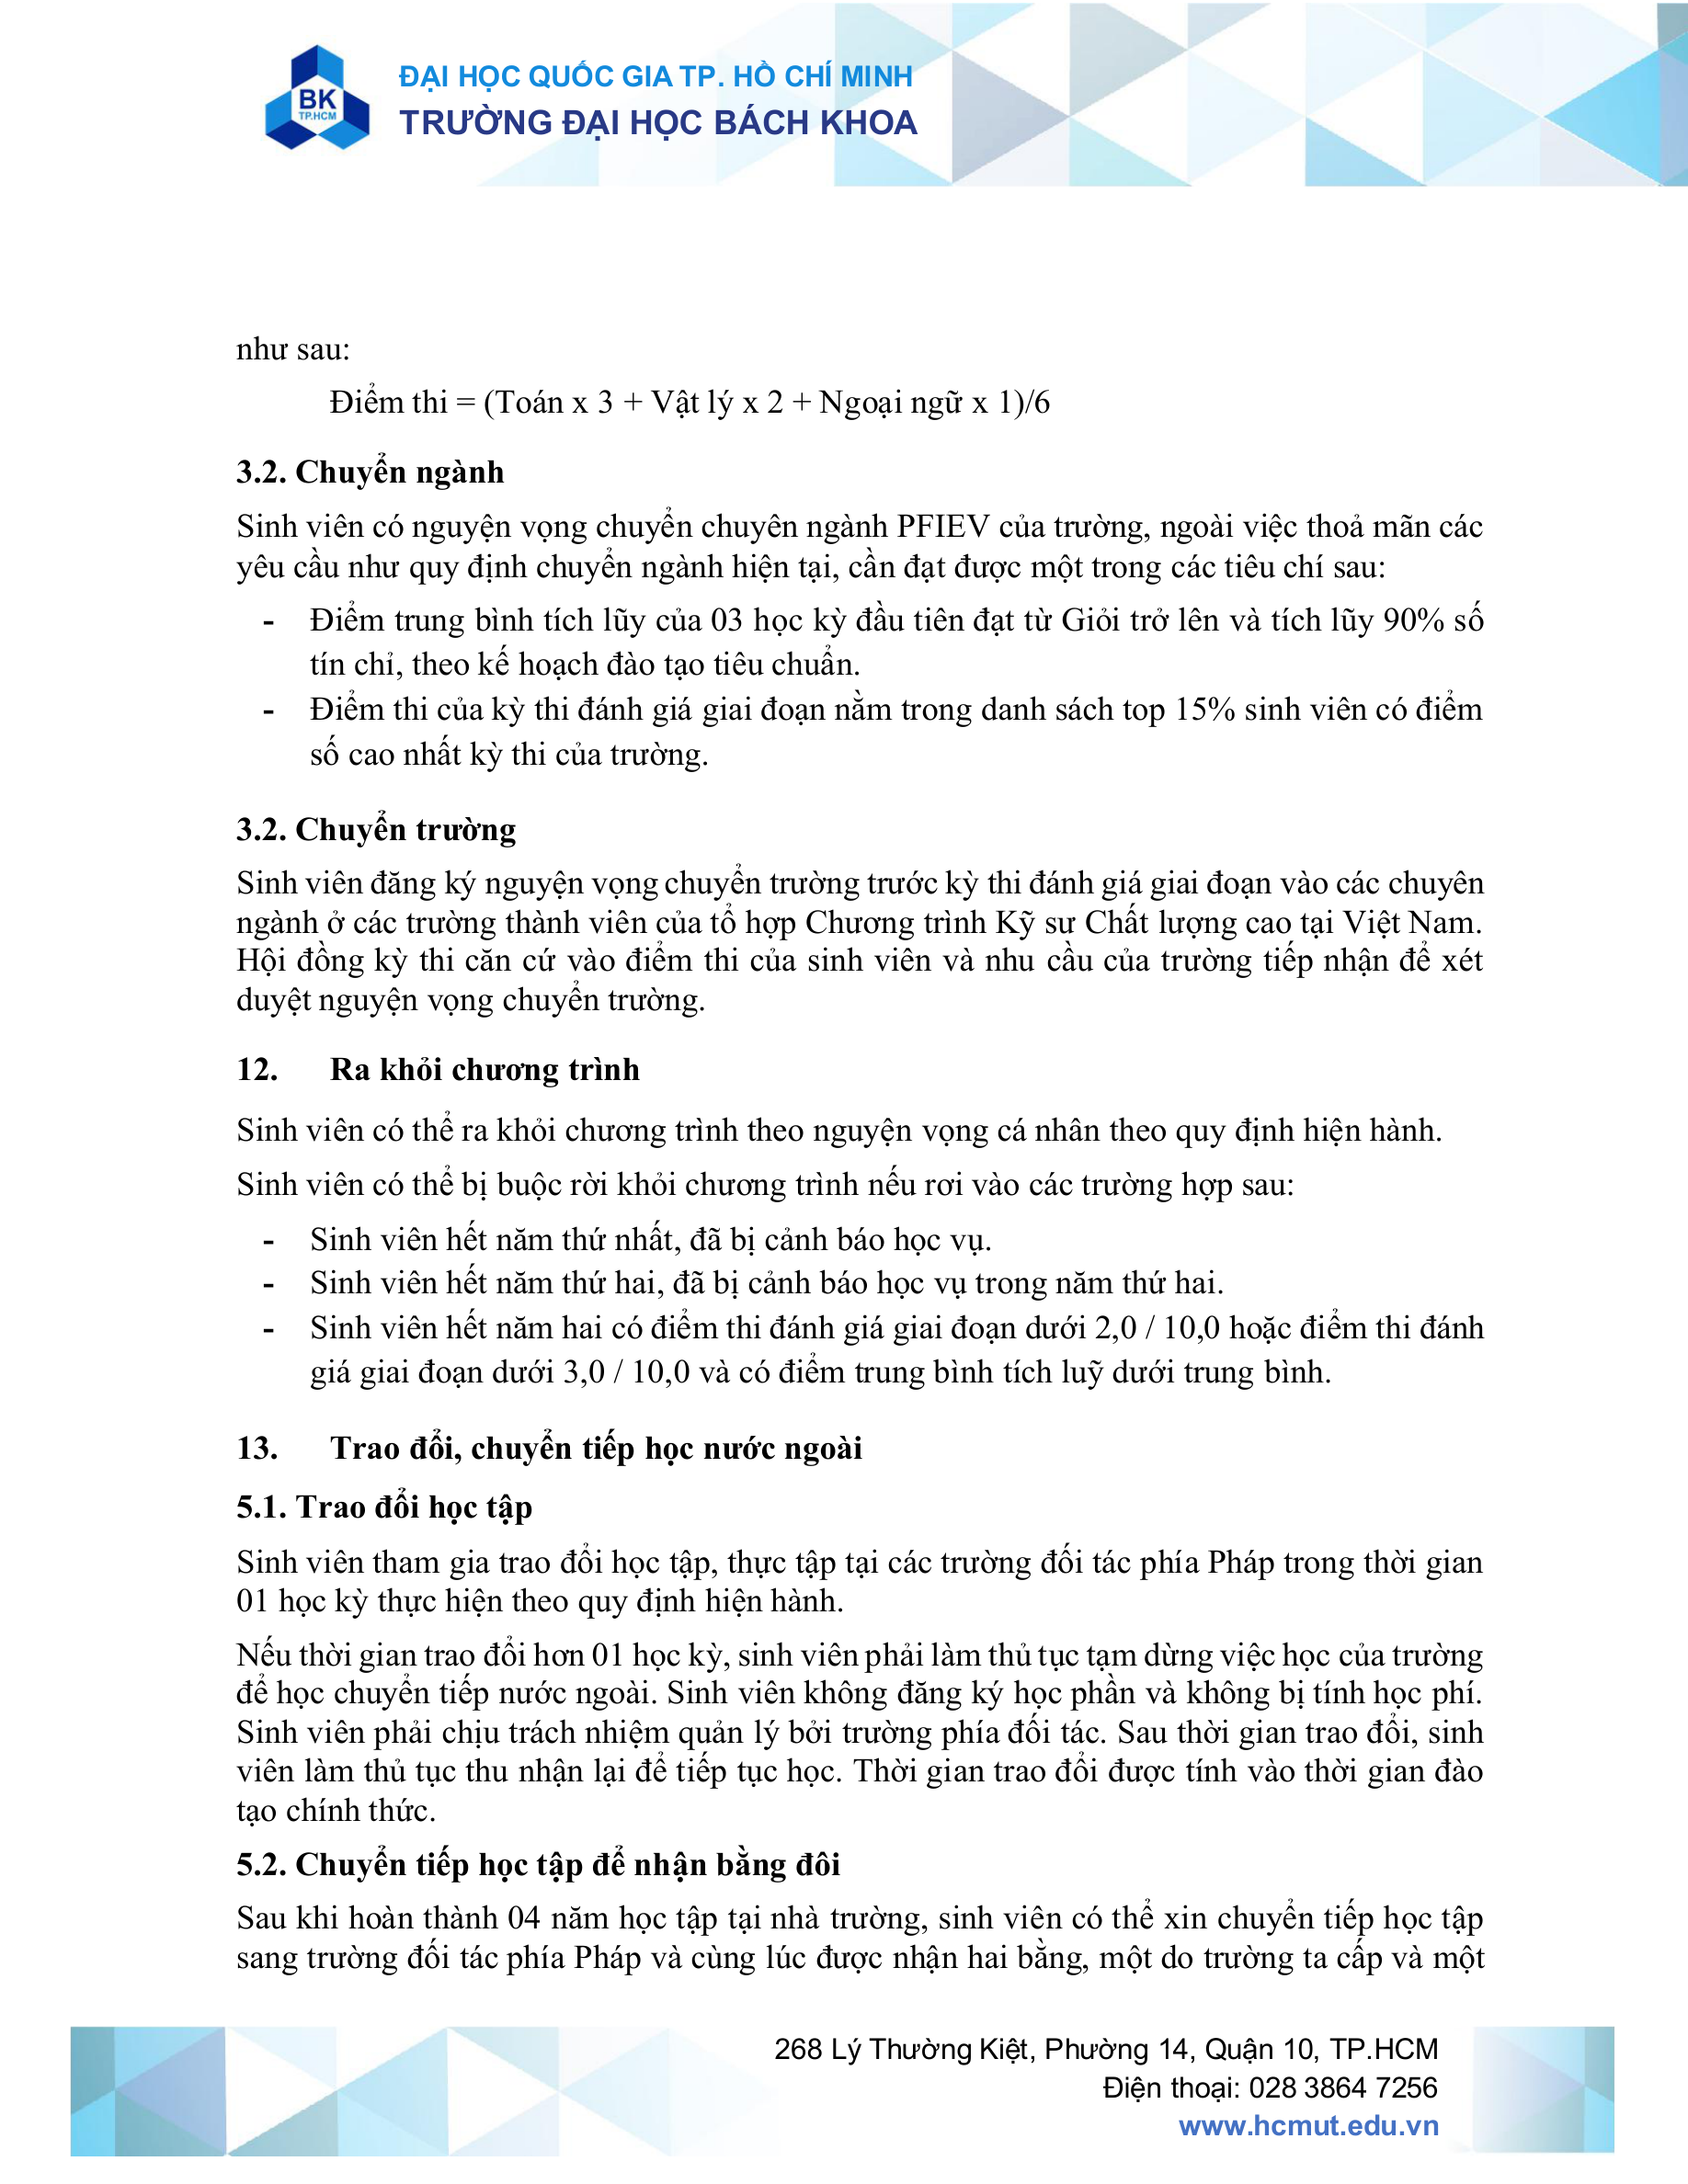 BK
TP.HCM
ĐẠI HỌC QUỐC GIA TP. HỒ CHÍ MINH
TRƯỜNG ĐẠI HỌC BÁCH KHOA
như sau:
Điểm thi = (Toán x 3 + Vật lý x 2 + Ngoại ngữ x 1)/6
3.2. Chuyển ngành
Sinh viên có nguyện vọng chuyển chuyên ngành PFIEV của trường, ngoài việc thoả mãn các
yêu cầu như quy định chuyển ngành hiện tại, cần đạt được một trong các tiêu chí sau:
- Điểm trung bình tích lũy của 03 học kỳ đầu tiên đạt từ Giỏi trở lên và tích lũy 90% số
tín chỉ, theo kế hoạch đào tạo tiêu chuẩn.
- Điểm thi của kỳ thi đánh giá giai đoạn nằm trong danh sách top 15% sinh viên có điểm
số cao nhất kỳ thi của trường.
3.2. Chuyển trường
Sinh viên đăng ký nguyện vọng chuyển trường trước kỳ thi đánh giá giai đoạn vào các chuyên
ngành ở các trường thành viên của tổ hợp Chương trình Kỹ sư Chất lượng cao tại Việt Nam.
Hội đồng kỳ thi căn cứ vào điểm thi của sinh viên và nhu cầu của trường tiếp nhận để xét
duyệt nguyện vọng chuyển trường.
12. Ra khỏi chương trình
Sinh viên có thể ra khỏi chương trình theo nguyện vọng cá nhân theo quy định hiện hành.
Sinh viên có thể bị buộc rời khỏi chương trình nếu rơi vào các trường hợp sau:
- Sinh viên hết năm thứ nhất, đã bị cảnh báo học vụ.
- Sinh viên hết năm thứ hai, đã bị cảnh báo học vụ trong năm thứ hai.
- Sinh viên hết năm hai có điểm thi đánh giá giai đoạn dưới 2,0 / 10,0 hoặc điểm thi đánh
giá giai đoạn dưới 3,0 / 10,0 và có điểm trung bình tích luỹ dưới trung bình.
13. Trao đổi, chuyển tiếp học nước ngoài
5.1. Trao đổi học tập
Sinh viên tham gia trao đổi học tập, thực tập tại các trường đối tác phía Pháp trong thời gian
01 học kỳ thực hiện theo quy định hiện hành.
Nếu thời gian trao đổi hơn 01 học kỳ, sinh viên phải làm thủ tục tạm dừng việc học của trường
để học chuyển tiếp nước ngoài. Sinh viên không đăng ký học phần và không bị tính học phí.
Sinh viên phải chịu trách nhiệm quản lý bởi trường phía đối tác. Sau thời gian trao đổi, sinh
viên làm thủ tục thu nhận lại để tiếp tục học. Thời gian trao đổi được tính vào thời gian đào
tạo chính thức.
5.2. Chuyển tiếp học tập để nhận bằng đôi
Sau khi hoàn thành 04 năm học tập tại nhà trường, sinh viên có thể xin chuyển tiếp học tập
sang trường đối tác phía Pháp và cùng lúc được nhận hai bằng, một do trường ta cấp và một
268 Lý Thường Kiệt, Phường 14, Quận 10, TP.HCM
Điện thoại: 028 3864 7256
www.hcmut.edu.vn